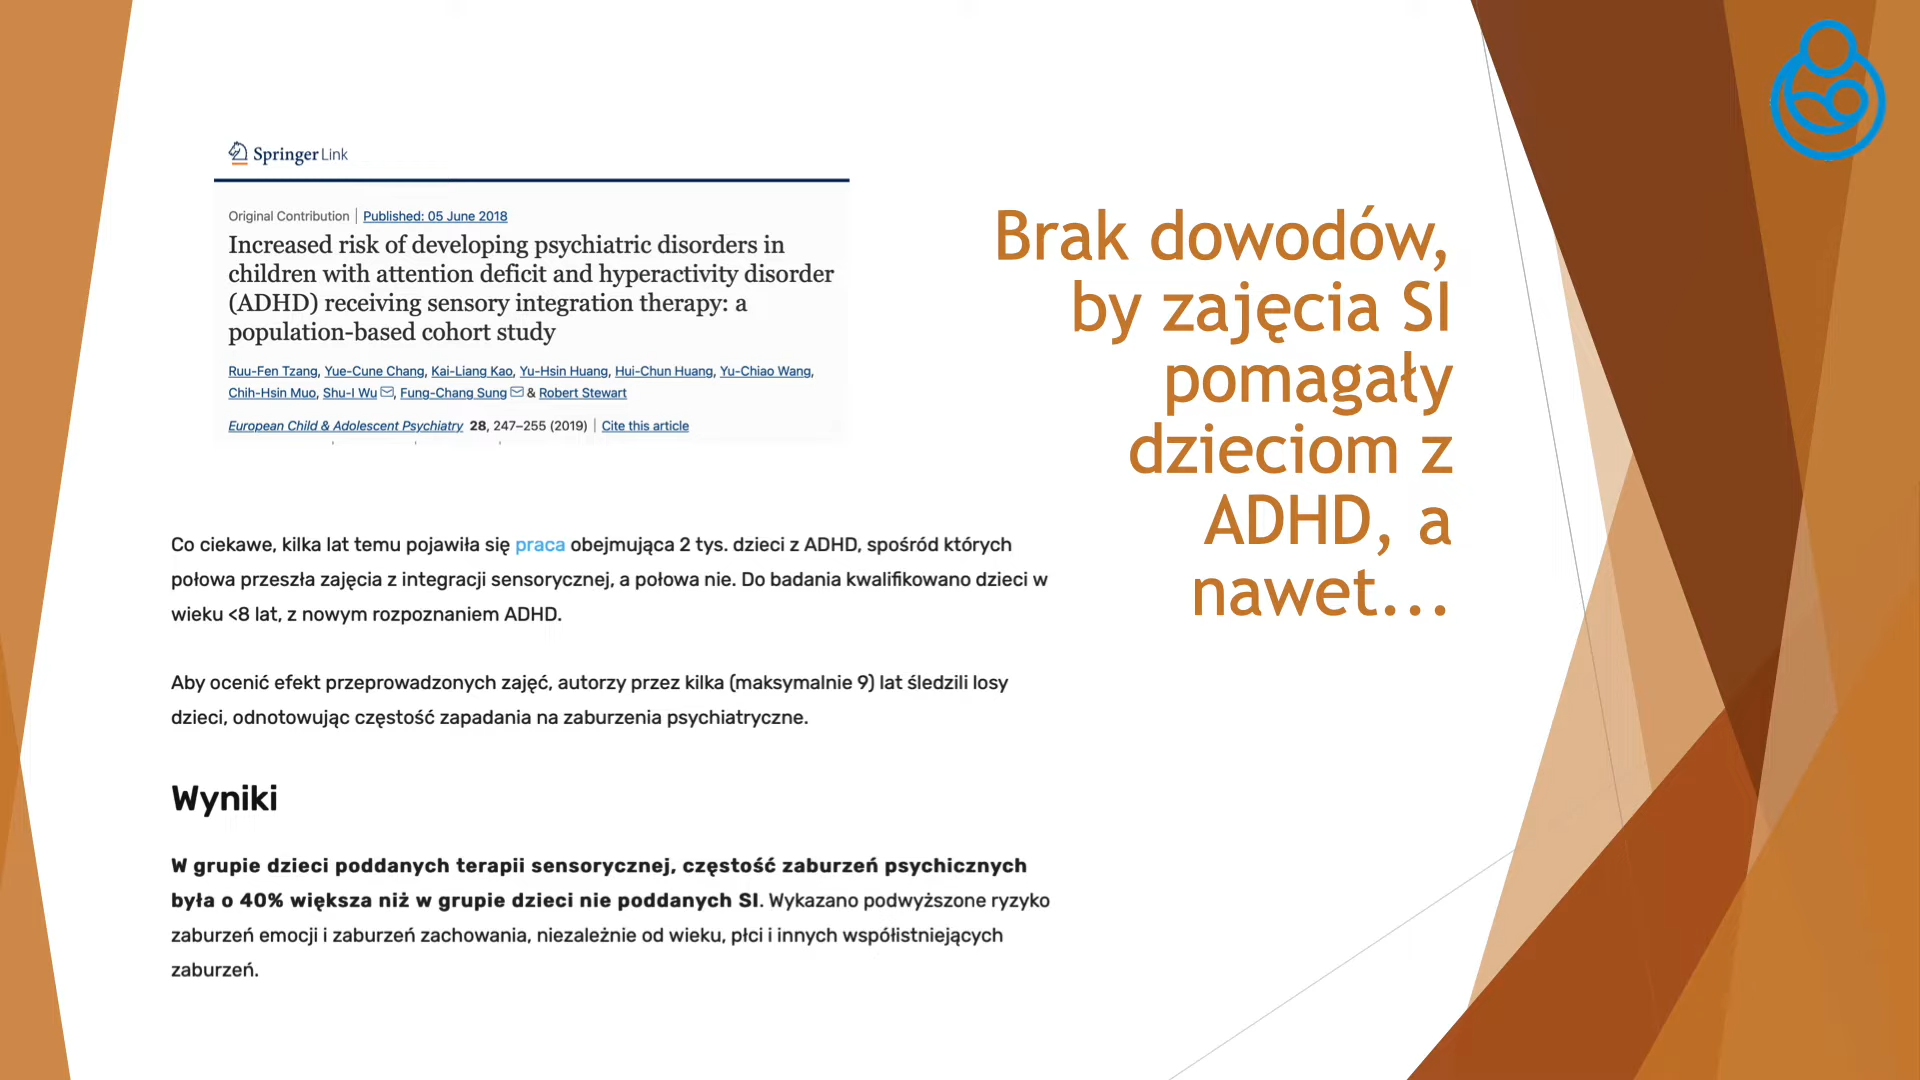 Springer Link
Original Contribution | Published: 05 June 2018
Increased risk of developing psychiatric disorders in
children with attention deficit and hyperactivity disorder
(ADHD) receiving sensory integration therapy: a
population-based cohort study
Ruu-Fen Tzang, Yue-Cune Chang, Kai-Liang Kao, Yu-Hsin Huang, Hui-Chun Huang, Yu-Chiao Wang,
Chih-Hsin Muo, Shu-I Wu, Fung-Chang Sung & Robert Stewart
European Child & Adolescent Psychiatry 28, 247–255 (2019) | Cite this article
Brak dowodów,
by zajęcia SI
pomagały
dzieciom z
ADHD, a
nawet...
Co ciekawe, kilka lat temu pojawiła się praca obejmująca 2 tys. dzieci z ADHD, spośród których
połowa przeszła zajęcia z integracji sensorycznej, a połowa nie. Do badania kwalifikowano dzieci w
wieku <8 lat, z nowym rozpoznaniem ADHD.
Aby ocenić efekt przeprowadzonych zajęć, autorzy przez kilka (maksymalnie 9) lat śledzili losy
dzieci, odnotowując częstość zapadania na zaburzenia psychiatryczne.
Wyniki
W grupie dzieci poddanych terapii sensorycznej, częstość zaburzeń psychicznych
była o 40% większa niż w grupie dzieci nie poddanych SI. Wykazano podwyższone ryzyko
zaburzeń emocji i zaburzeń zachowania, niezależnie od wieku, płci i innych współistniejących
zaburzeń.